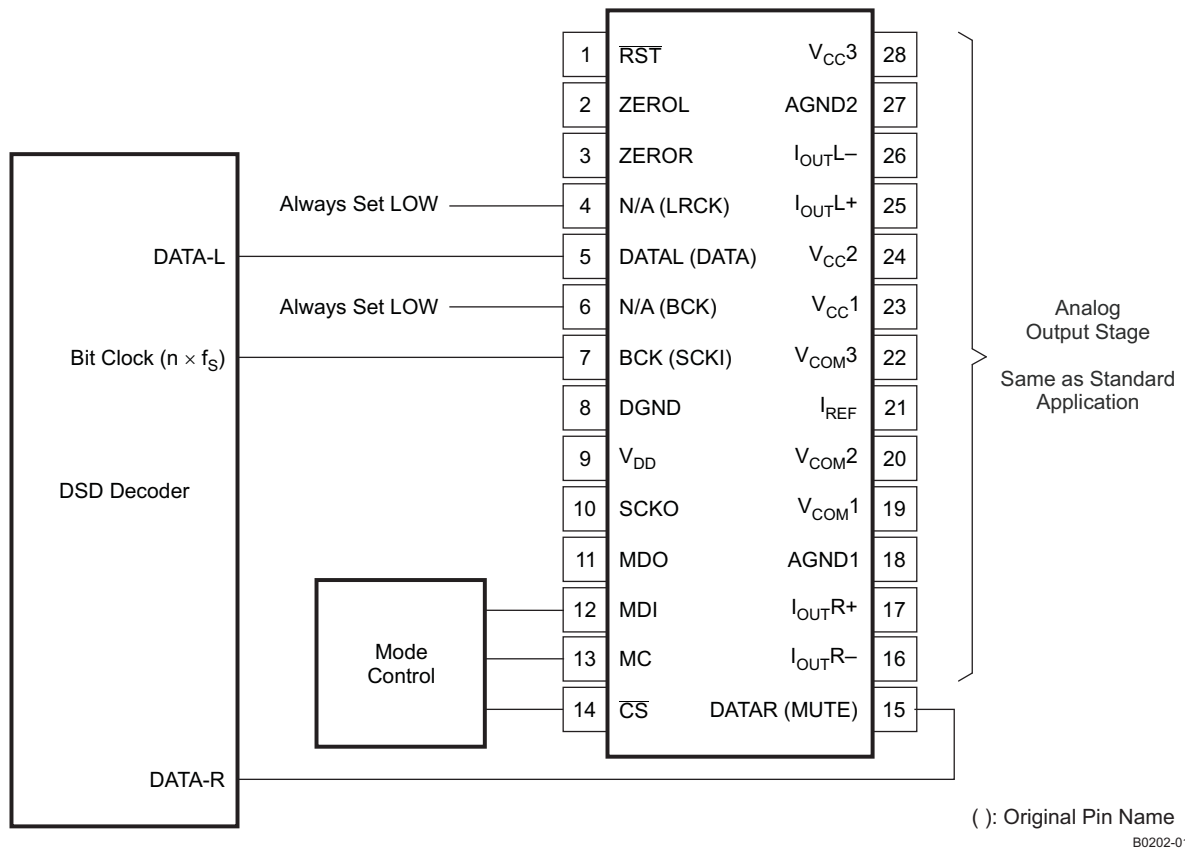 1 RST VCC3 28
2 ZEROL AGND2 27
3 ZEROR IOUTL– 26
Always Set LOW 4 N/A (LRCK) IOUTL+ 25
DATA-L 5 DATAL (DATA) VCC2 24
Always Set LOW 6 N/A (BCK) VCC1 23
Bit Clock (n × fS) 7 BCK (SCKI) VCOM3 22
8 DGND IREF 21
9 VDD VCOM2 20
DSD Decoder
10 SCKO VCOM1 19
11 MDO AGND1 18
12 MDI IOUTR+ 17
13 MC IOUTR– 16
14 CS DATAR (MUTE) 15
Mode
Control
DATA-R
Analog
Output Stage
Same as Standard
Application
( ): Original Pin Name
B0202-01